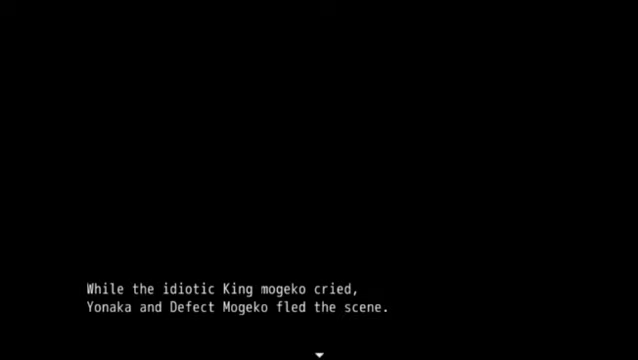 While the idiotic King mogeko cried,
Yonaka and Defect Mogeko fled the scene.